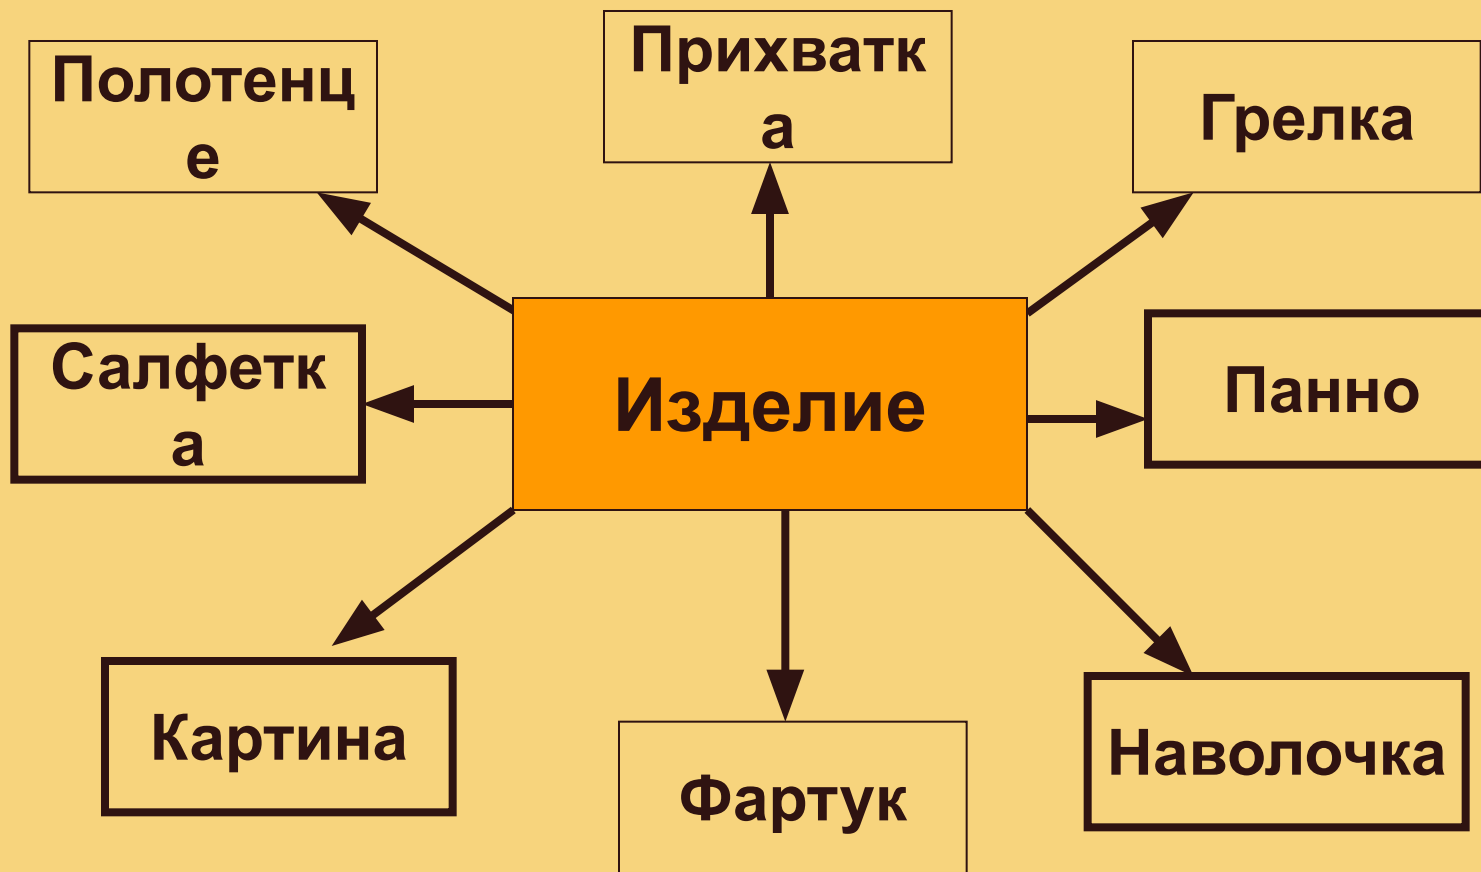 Полотенц
е
Прихватк
а
Грелка
Салфетк
а
Изделие
Панно
Картина
Фартук
Наволочка